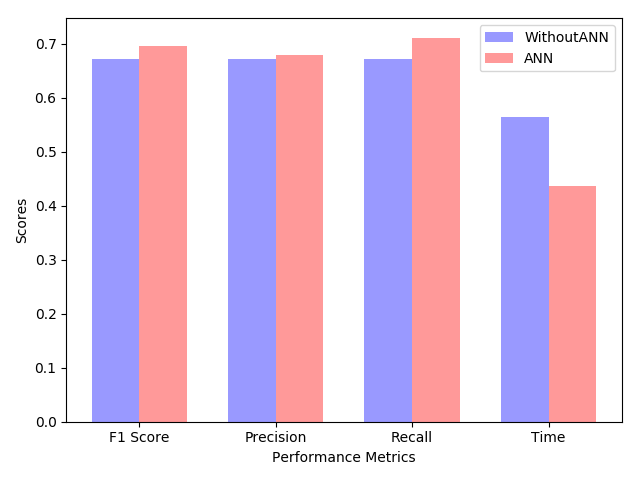 WithoutANN
ANN
0.7
0.6
0.5
0.4
0.3
0.2
0.1
0.0
Scores
F1 Score Precision Recall Time
Performance Metrics